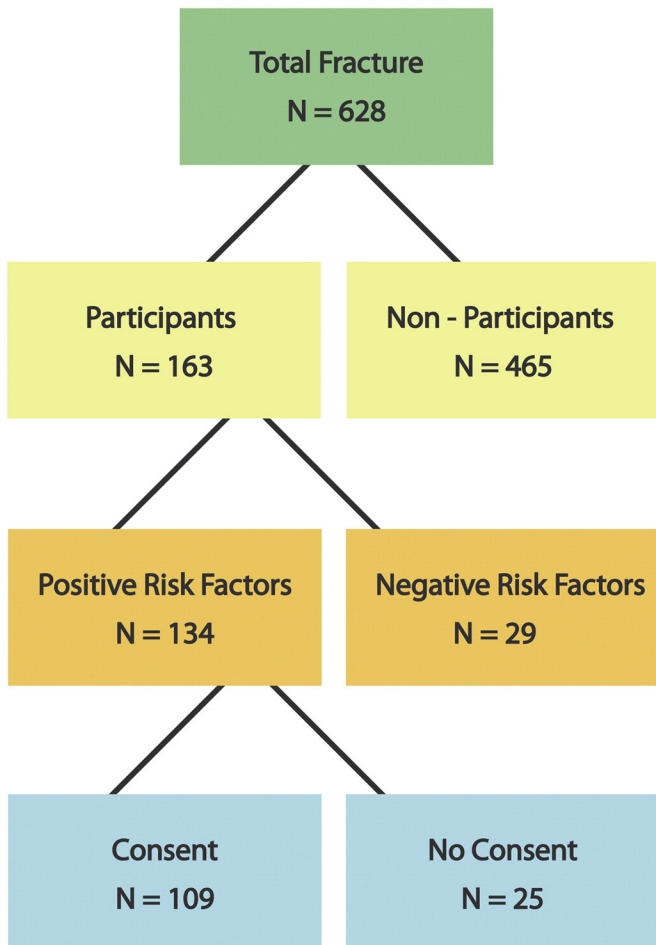 Total Fracture
N = 628
Participants
N = 163
Non - Participants
N = 465
Positive Risk Factors
N = 134
Negative Risk Factors
N = 29
Consent
N = 109
No Consent
N = 25